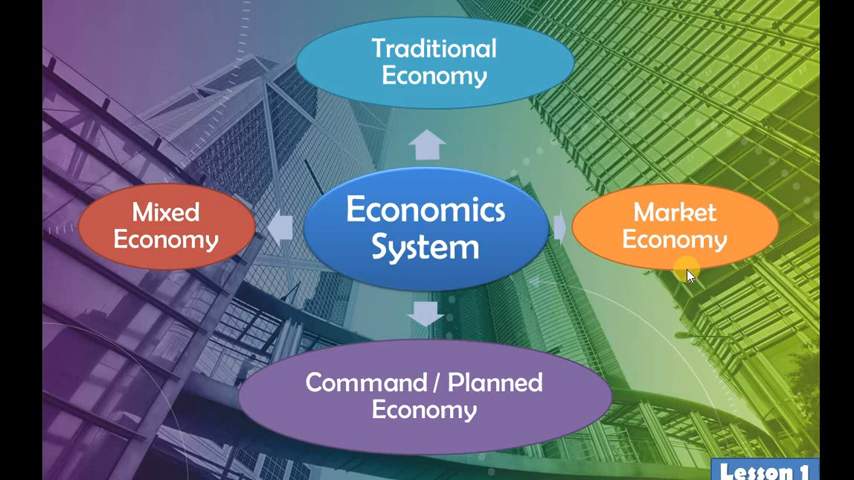 Traditional
Economy
Mixed
Economy
Economics
System
Market
Economy
Command / Planned
Economy
Lesson 1